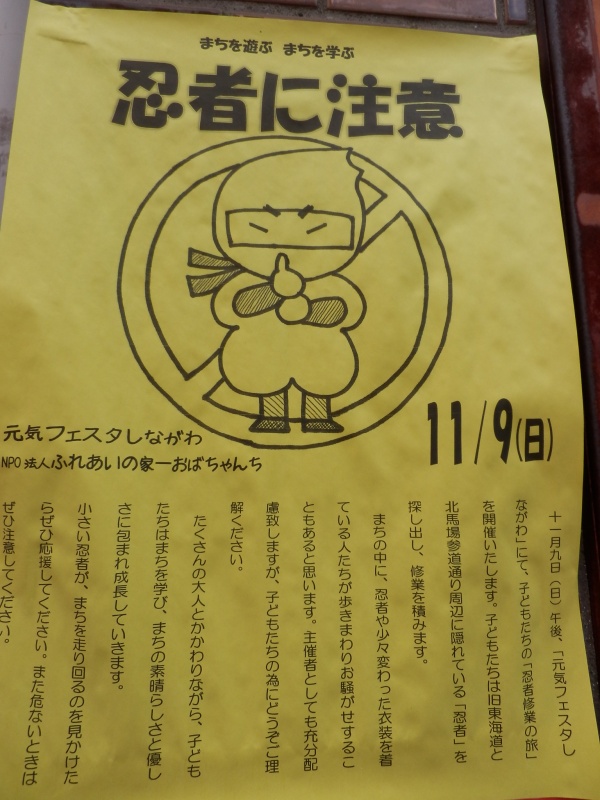 まちを遊ぶ まちを学ぶ
忍者に注意
11/9(日)
元気フェスタしながわ
NPO法人ふれあいの家ーおばちゃんち
十一月九日（日）午後、「元気フェスタし
ながわ」にて、子どもたちの「忍者修業の旅」
を開催いたします。子どもたちは旧東海道と
北馬場参道通り周辺に隠れている「忍者」を
探し出し、修業を積みます。
まちの中に、忍者や少々変わった衣装を着
ている人たちが歩きまわりお騒がせするこ
ともあると思います。主催者としても充分配
慮致しますが、子どもたちの為にどうぞご理
解ください。
たくさんの大人とかかわりながら、子ども
たちはまちを学び、まちの素晴らしさと優し
さに包まれ成長していきます。
小さい忍者が、まちを走り回るのを見かけた
らぜひ応援してください。また危ないときは
ぜひ注意してください。